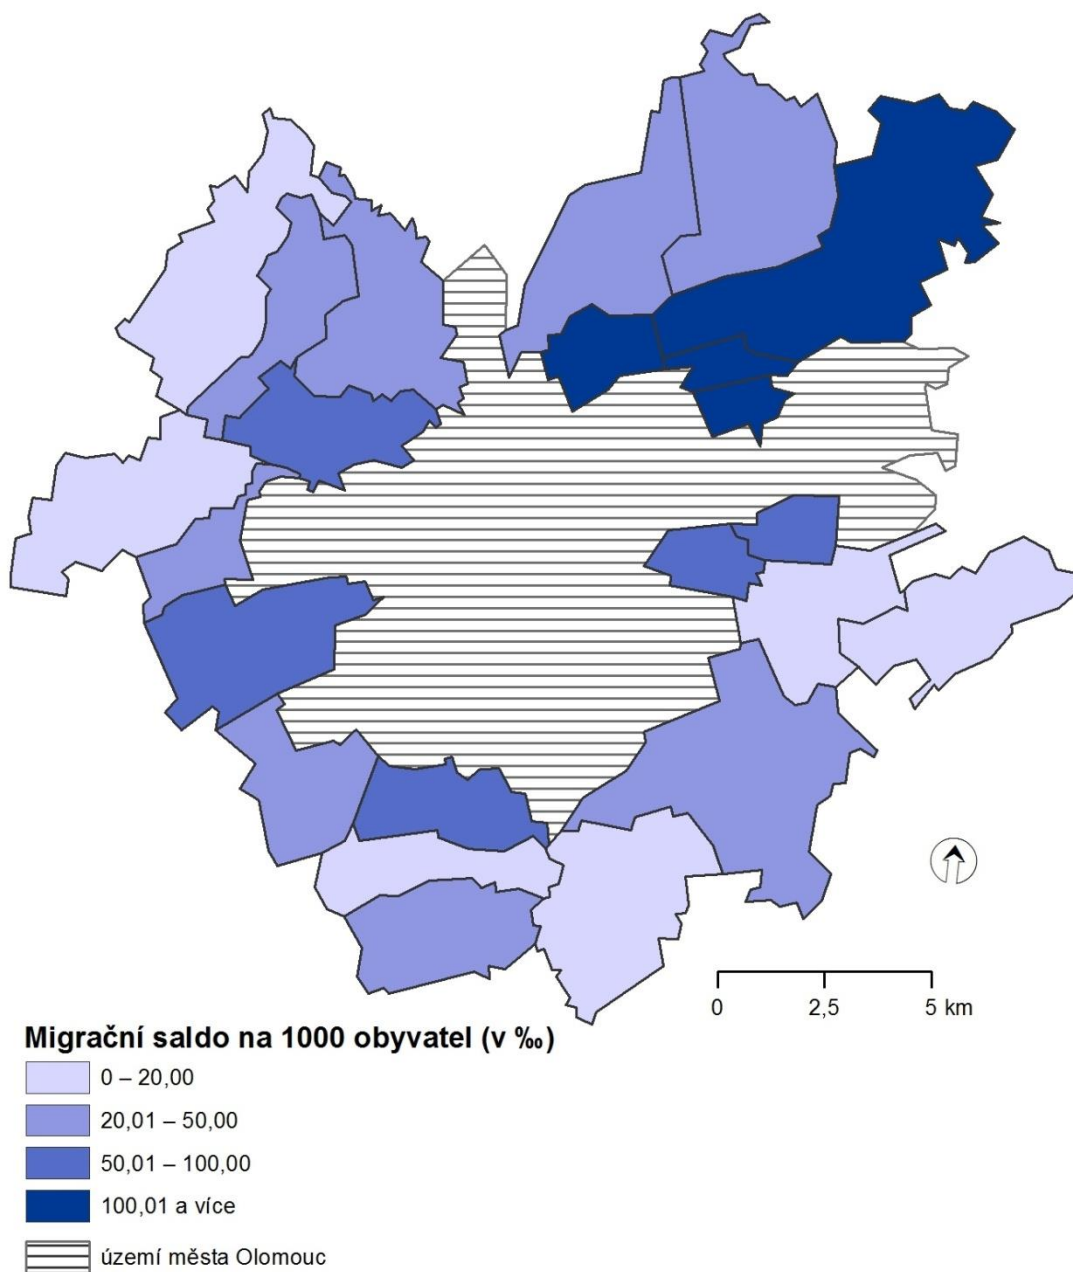 0 2,5 5 km
Migrační saldo na 1000 obyvatel (v ‰)
0 – 20,00
20,01 – 50,00
50,01 – 100,00
100,01 a více
území města Olomouc